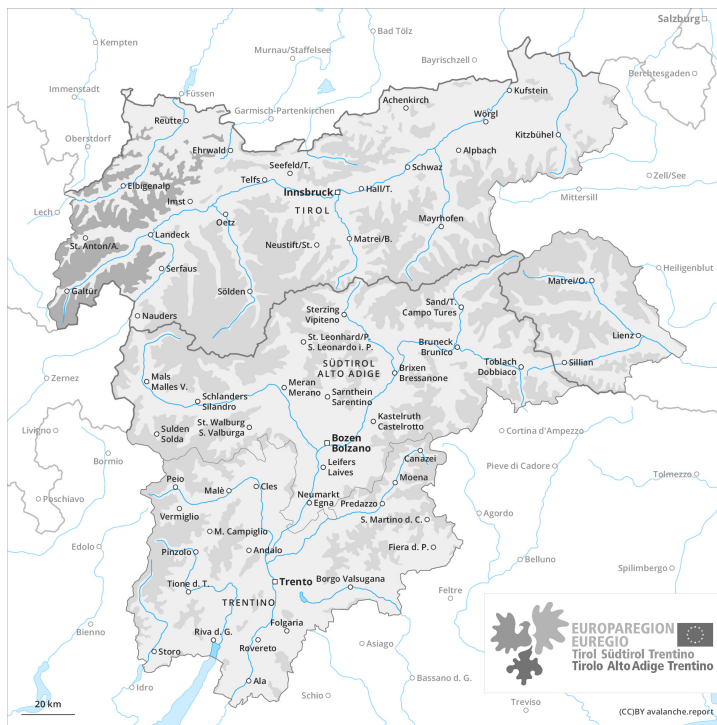 Salzburg
Bad Tölz
Kempten
Murnau/Staffelsee
Bayrischzell
Berchtesgaden
Immenstadt
Füssen
Kufstein
Garmisch-Partenkirchen
Achenkirch
Reutte
Wörgl
Oberstdorf
Kitzbühel
Ehrwald
Alpbach
Seefeld/T.
Schwaz
Zell/See
Telfs
Elbigenalp
Innsbruck
Hall/T.
Mittersill
Imst
TIROL
Lech
Oetz
Mayrhofen
Landeck
Matrei/B.
St. Anton/A.
Neustift/St.
Serfaus
Heiligenblut
Matrei/O.
Galtür
Sölden
Sand/T.
Campo Tures
Nauders
Sterzing
Vipiteno
Lienz
St. Leonhard/P.
S. Leonardo i. P.
Bruneck
Brunico
SÜDTIROL
ALTO ADIGE
Toblach
Dobbiaco
Sillian
Brixen
Bressanone
Zernez
Mals
Malles V.
Meran
Merano
Sarnthein
Sarentino
Schlanders
Silandro
St. Walburg
S. Valburga
Kastelruth
Castelrotto
Livigno
Sulden
Solda
Cortina d'Ampezzo
Bozen
Bolzano
Bormio
Canazei
Pieve di Cadore
Leifers
Laives
Tolmezzo
Peio
Malè
Cles
Moena
Poschiavo
Neumarkt
Egna
Predazzo
Vermiglio
Agordo
S. Martino d. C.
M. Campiglio
Edolo
Pinzolo
Andalo
Fiera d. P.
Belluno
Spilimbergo
Tione d. T.
Trento
Borgo Valsugana
Feltre
TRENTINO
Folgaria
Bienno
Riva d. G.
Rovereto
Asiago
Storo
Ala
Bassano d. G.
Idro
Schio
Treviso
EUROPAREGION
EUREGIO
Tirol Südtirol Trentino
Tirolo Alto Adige Trentino
20 km
(CC)BY avalanche.report